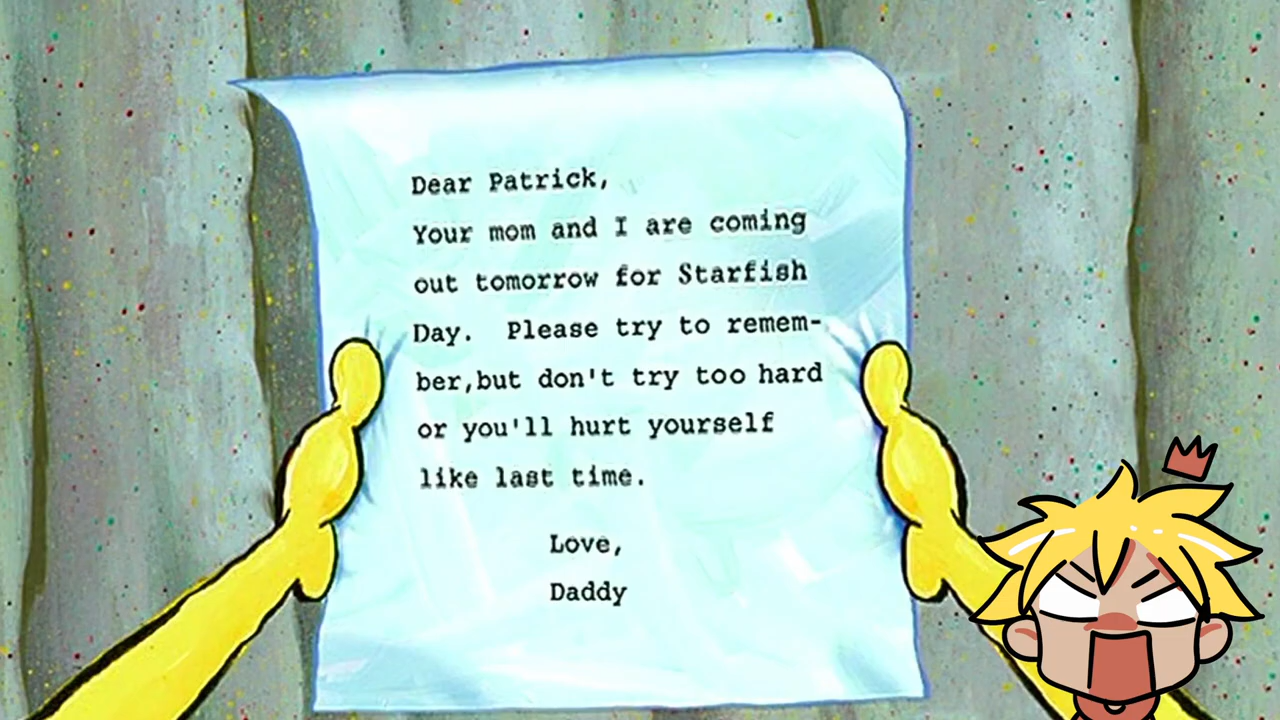 Dear Patrick,
Your mom and I are coming
out tomorrow for Starfish
Day. Please try to remem-
ber,but don't try too hard
or you'll hurt yourself
like last time.
Love,
Daddy